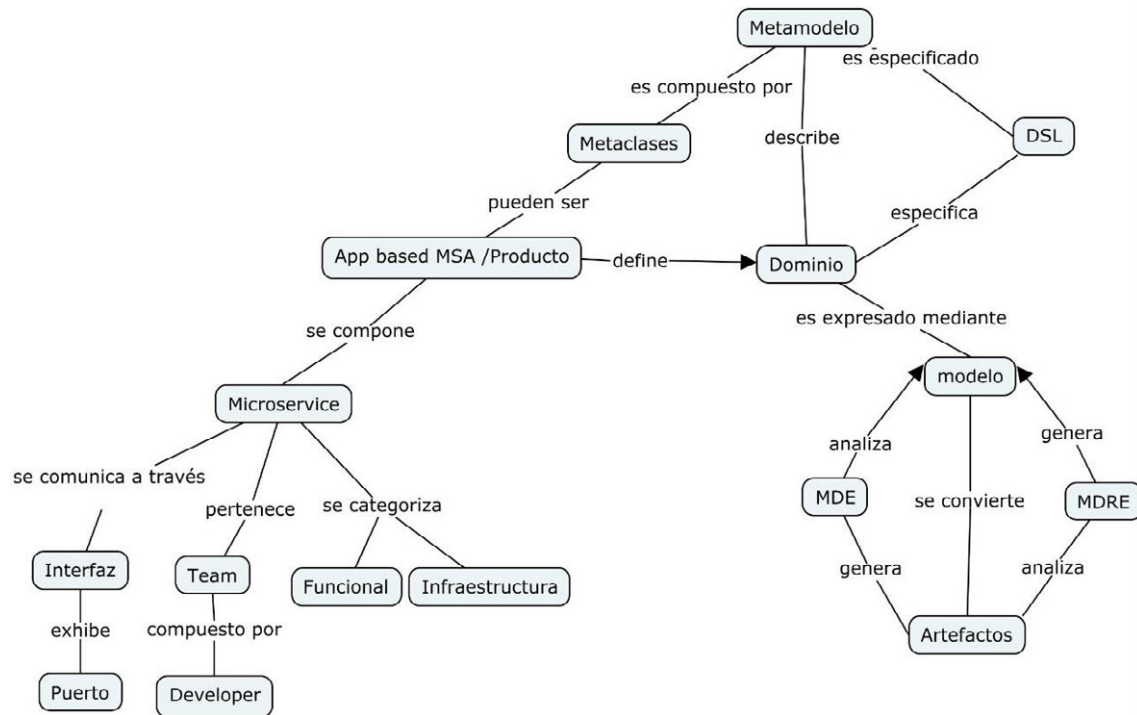 Metamodelo
es especificado
es compuesto por
Metaclases
describe
DSL
pueden ser
especifica
App based MSA /Producto
define
Dominio
se compone
es expresado mediante
Microservice
modelo
se comunica a través
pertenece
se categoriza
analiza
genera
MDE
se convierte
MDRE
Interfaz
Team
Funcional
Infraestructura
genera
analiza
exhibe
compuesto por
Artefactos
Puerto
Developer